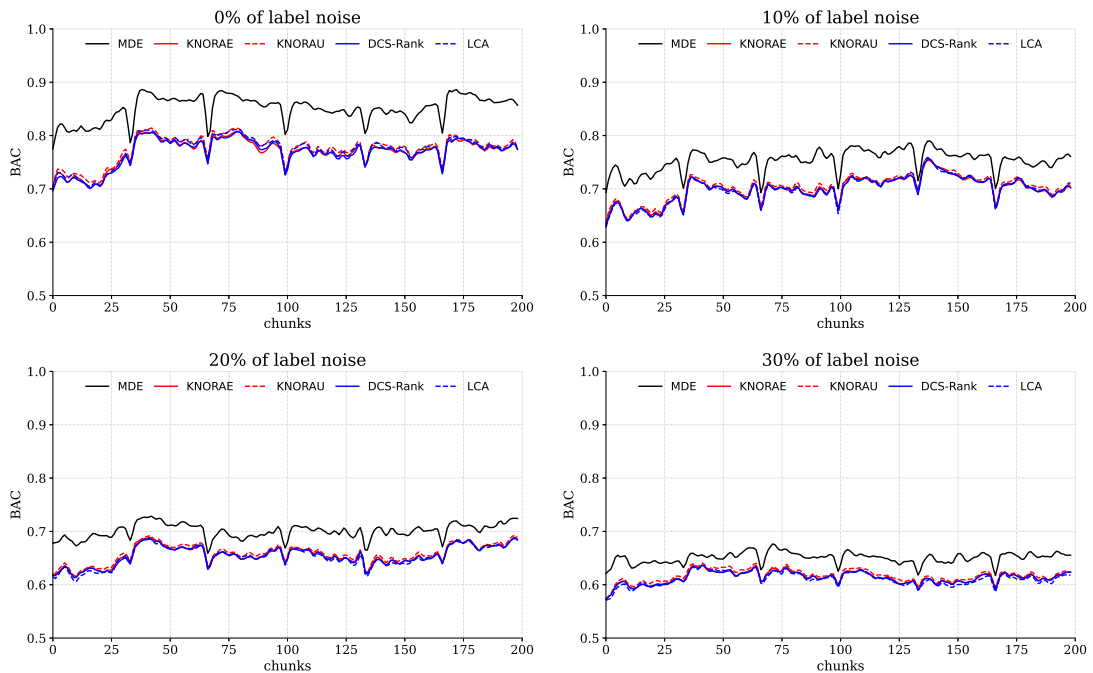 0% of label noise
MDE KNORAE KNORAU DCS-Rank LCA
1.0
0.9
0.8
0.7
0.6
0.5
BAC
0 25 50 75 100 125 150 175 200
chunks
10% of label noise
MDE KNORAE KNORAU DCS-Rank LCA
1.0
0.9
0.8
0.7
0.6
0.5
BAC
0 25 50 75 100 125 150 175 200
chunks
20% of label noise
MDE KNORAE KNORAU DCS-Rank LCA
1.0
0.9
0.8
0.7
0.6
0.5
BAC
0 25 50 75 100 125 150 175 200
chunks
30% of label noise
MDE KNORAE KNORAU DCS-Rank LCA
1.0
0.9
0.8
0.7
0.6
0.5
BAC
0 25 50 75 100 125 150 175 200
chunks